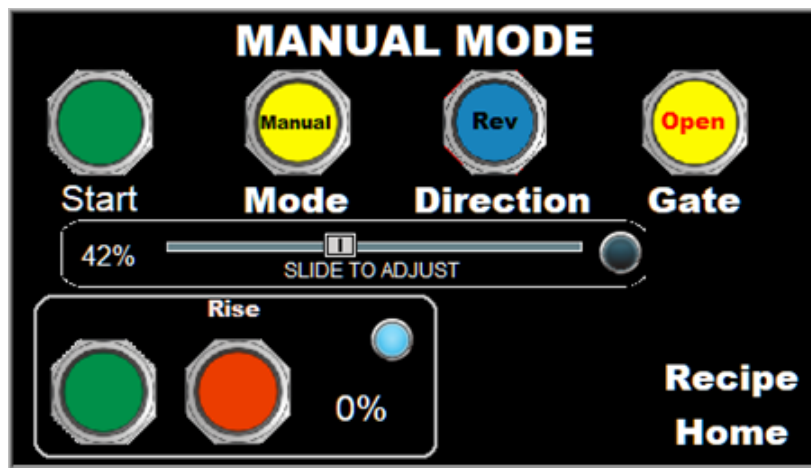 MANUAL MODE
Manual Rev Open
Start Mode Direction Gate
42%
SLIDE TO ADJUST
Rise
0%
Recipe
Home